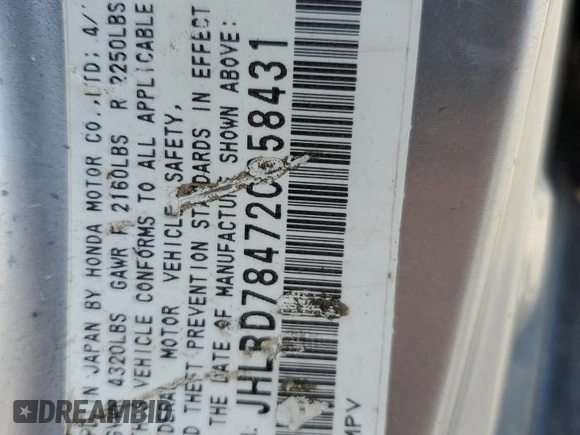 IN JAPAN BY HONDA MOTOR CO.,LTD; 4/
4320LBS GAWR F 2160LBS R 2250LBS
VEHICLE CONFORMS TO ALL APPLICABLE
MOTOR VEHICLE SAFETY,
THEFT PREVENTION STANDARDS IN EFFECT
THE DATE OF MANUFACTURE SHOWN ABOVE:
JHLRD78472C058431
MPV
DREAMBID